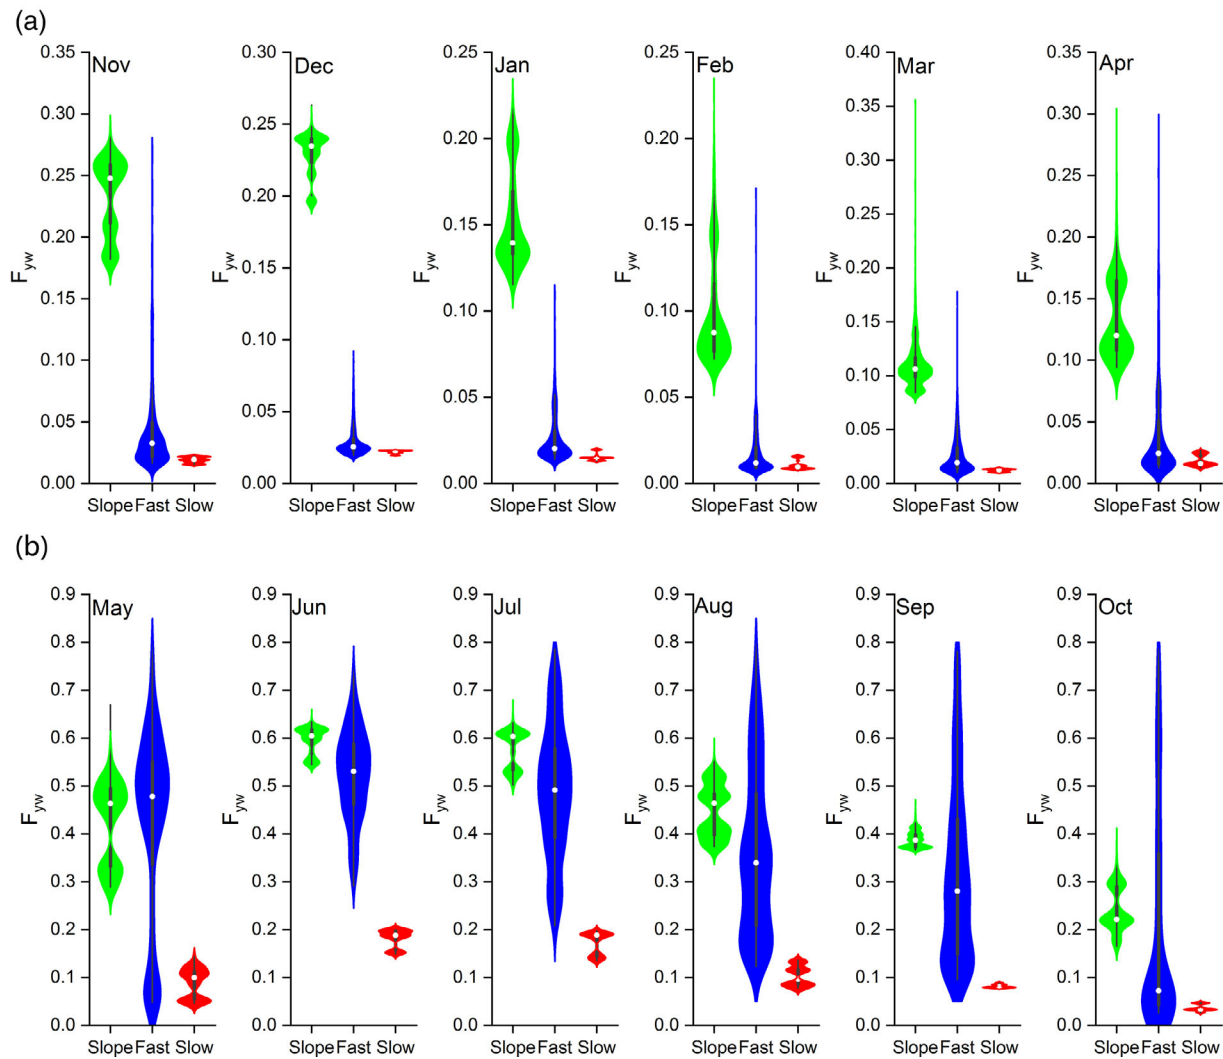 (a)
Nov
Dec
Jan
Feb
Mar
Apr
0.35 0.30 0.25 0.20 0.15 0.10 0.05 0.00
0.30 0.25 0.20 0.15 0.10 0.05 0.00
0.25 0.20 0.15 0.10 0.05 0.00
0.25 0.20 0.15 0.10 0.05 0.00
0.40 0.35 0.30 0.25 0.20 0.15 0.10 0.05 0.00
0.35 0.30 0.25 0.20 0.15 0.10 0.05 0.00
Fyw Fyw Fyw Fyw Fyw Fyw
Slope Fast Slow Slope Fast Slow Slope Fast Slow Slope Fast Slow Slope Fast Slow Slope Fast Slow
(b)
May
Jun
Jul
Aug
Sep
Oct
0.9 0.8 0.7 0.6 0.5 0.4 0.3 0.2 0.1 0.0
0.9 0.8 0.7 0.6 0.5 0.4 0.3 0.2 0.1 0.0
0.9 0.8 0.7 0.6 0.5 0.4 0.3 0.2 0.1 0.0
0.9 0.8 0.7 0.6 0.5 0.4 0.3 0.2 0.1 0.0
0.9 0.8 0.7 0.6 0.5 0.4 0.3 0.2 0.1 0.0
0.9 0.8 0.7 0.6 0.5 0.4 0.3 0.2 0.1 0.0
Fyw Fyw Fyw Fyw Fyw Fyw
Slope Fast Slow Slope Fast Slow Slope Fast Slow Slope Fast Slow Slope Fast Slow Slope Fast Slow